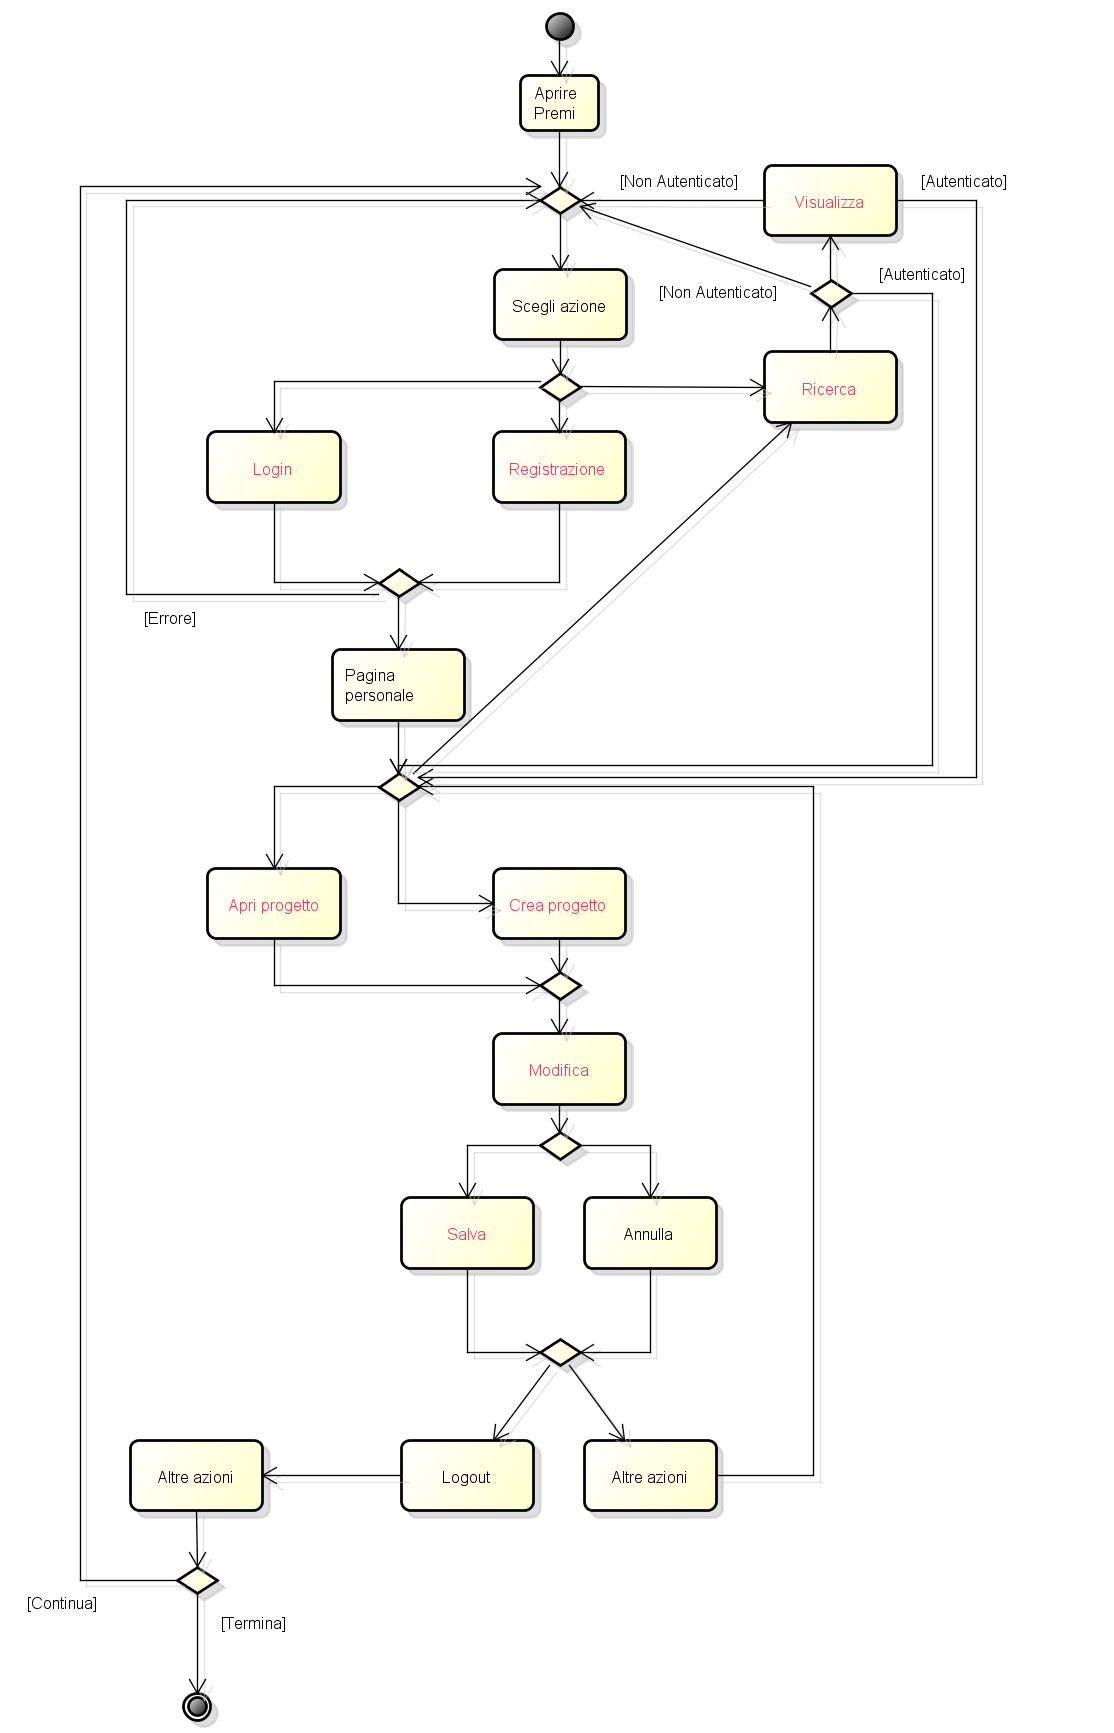 Aprire
Premi
[Non Autenticato]
Visualizza
[Autenticato]
[Autenticato]
[Non Autenticato]
Scegli azione
Ricerca
Login
Registrazione
[Errore]
Pagina
personale
Apri progetto
Crea progetto
Modifica
Salva
Annulla
Altre azioni
Logout
Altre azioni
[Continua]
[Termina]